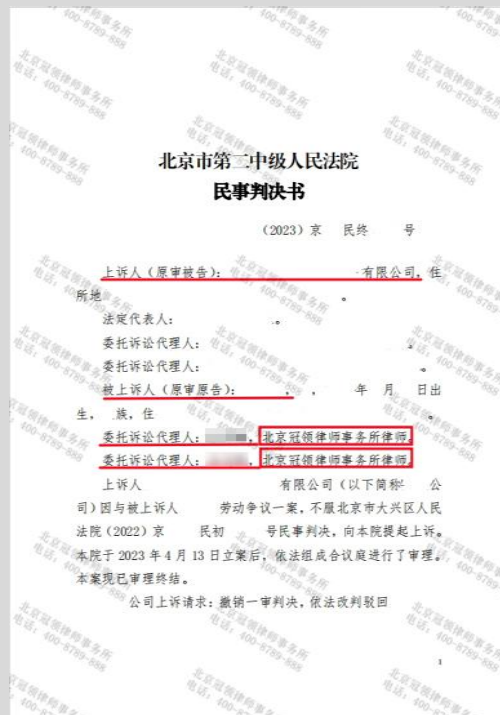 北京市第二中级人民法院
民事判决书
(2023)京 民终 号
上诉人(原审被告): 有限公司,住
所地 。
法定代表人: 。
委托诉讼代理人: 。
委托诉讼代理人: 。
被上诉人(原审原告): , , 年 月 日出
生, 族,住 。
委托诉讼代理人: ,北京冠领律师事务所律师。
委托诉讼代理人: ,北京冠领律师事务所律师。
上诉人 有限公司(以下简称 公
司)因与被上诉人 劳动争议一案,不服北京市大兴区人民
法院(2022)京 民初 号民事判决,向本院提起上诉。
本院于 2023 年 4 月 13 日立案后,依法组成合议庭进行了审理。
本案现已审理终结。
公司上诉请求:撤销一审判决,依法改判驳回
1
北京冠领律师事务所
电话:400-8789-888